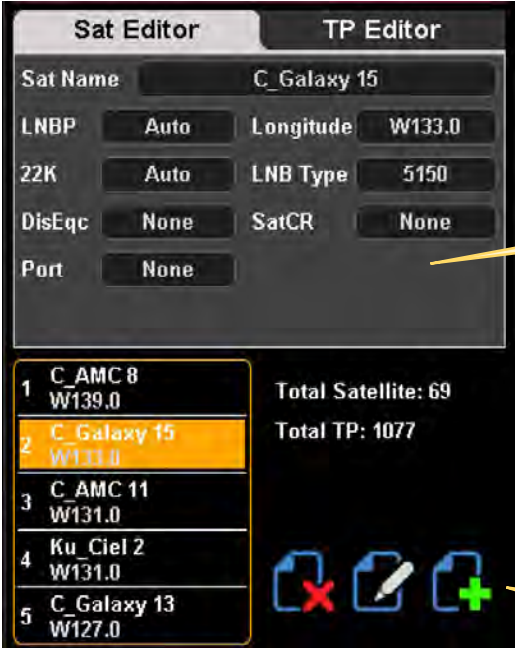 Sat Editor TP Editor
Sat Name C_Galaxy 15
LNBP Auto Longitude W133.0
22K Auto LNB Type 5150
DisEqc None SatCR None
Port None
1 C_AMC 8
W139.0
Total Satellite: 69
2 C_Galaxy 15
W133.0
Total TP: 1077
3 C_AMC 11
W131.0
4 Ku_Ciel 2
W131.0
5 C_Galaxy 13
W127.0